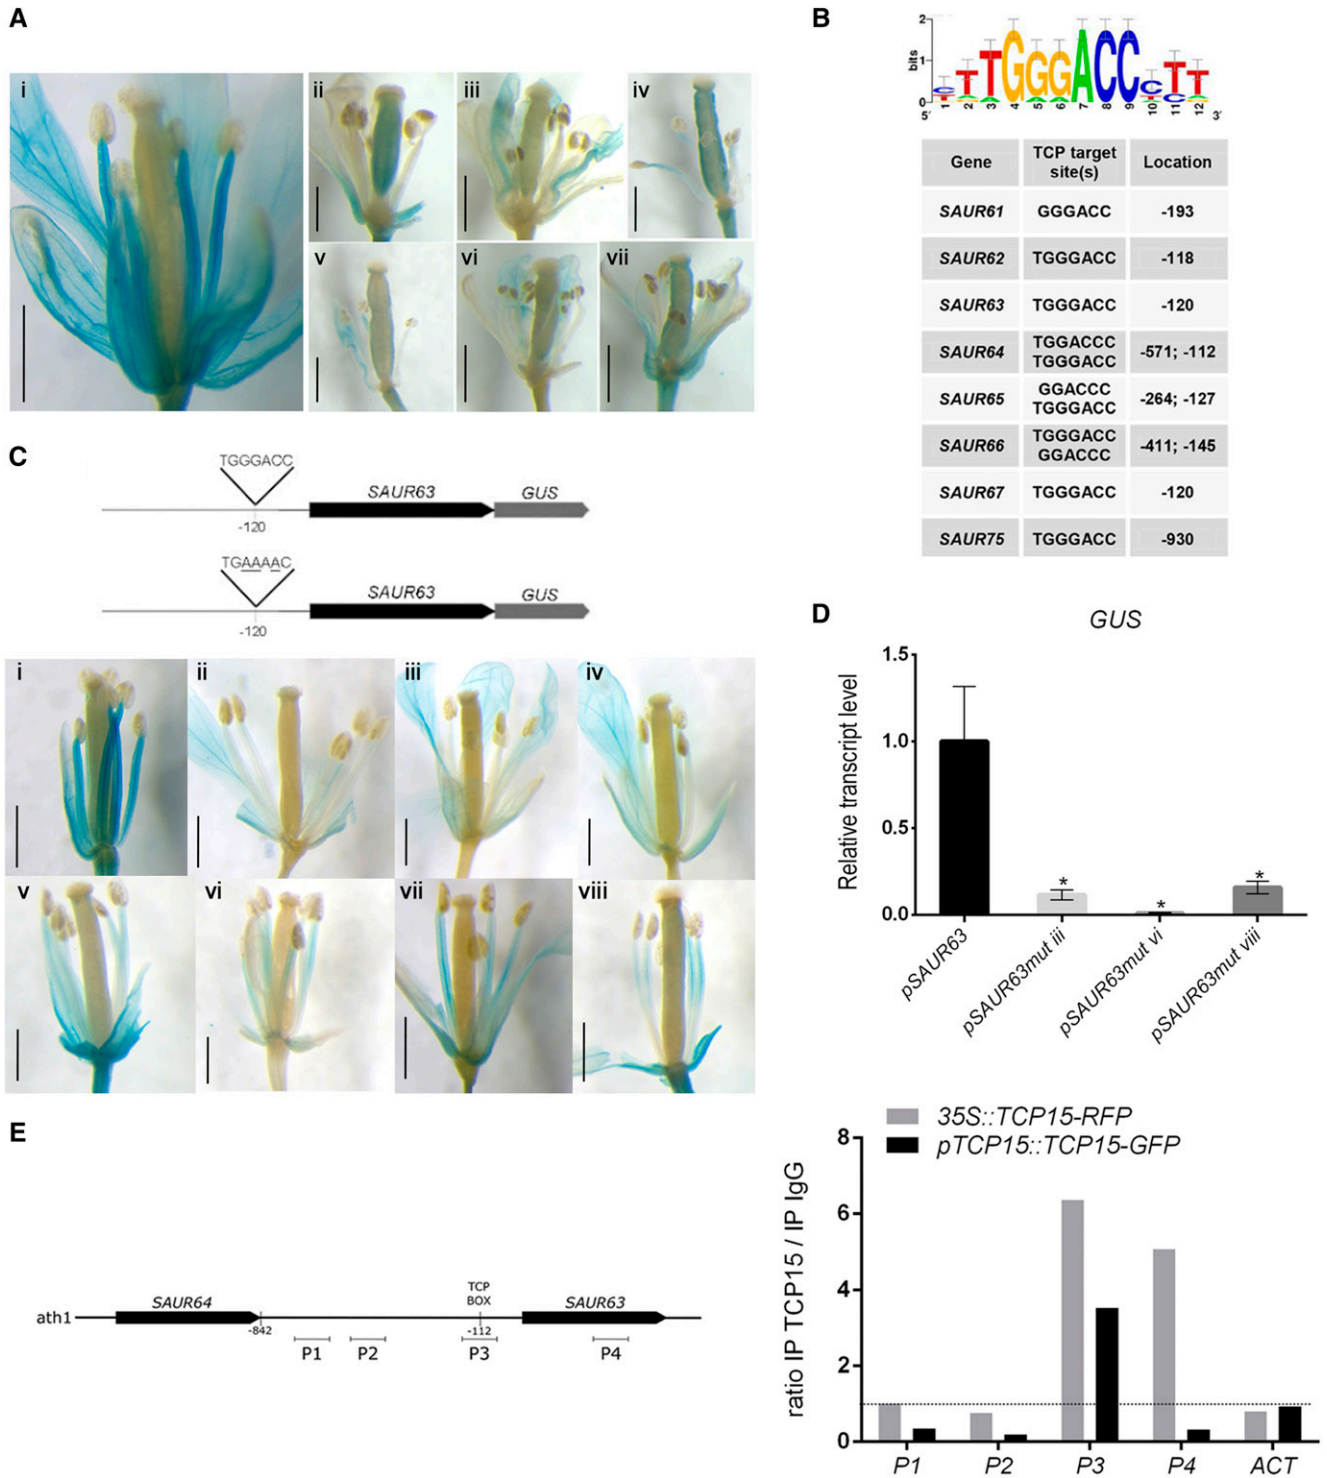 A
i
ii
iii
iv
v
vi
vii
B
bits
2
1
0
5'
1 2 3 4 5 6 7 8 9 10 11 12
3'
TTGGGACC
Gene TCP target site(s) Location
SAUR61 GGGACC -193
SAUR62 TGGGACC -118
SAUR63 TGGGACC -120
SAUR64 TGGACCC TGGGACC -571; -112
SAUR65 GGACCC TGGGACC -264; -127
SAUR66 TGGGACC GGACCC -411; -145
SAUR67 TGGGACC -120
SAUR75 TGGGACC -930
C
TGGGACC
SAUR63 GUS
-120
TGAAAAC
SAUR63 GUS
-120
i
ii
iii
iv
v
vi
vii
viii
D
GUS
Relative transcript level
1.5
1.0
0.5
0.0
* * *
pSAUR63
pSAUR63mut iii
pSAUR63mut vi
pSAUR63mut viii
E
ath1
SAUR64
-842
TCP
BOX
-112
SAUR63
P1 P2 P3 P4
35S::TCP15-RFP
pTCP15::TCP15-GFP
ratio IP TCP15 / IP IgG
8
6
4
2
0
P1 P2 P3 P4 ACT